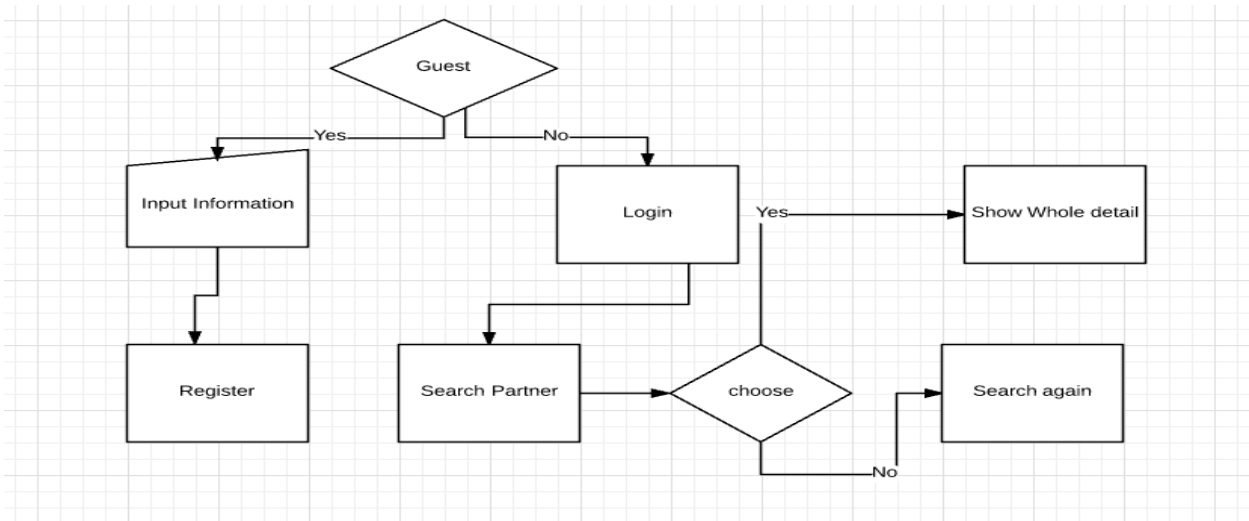 Guest
Yes
No
Input Information
Login
Yes
Show Whole detail
Register
Search Partner
choose
Search again
No